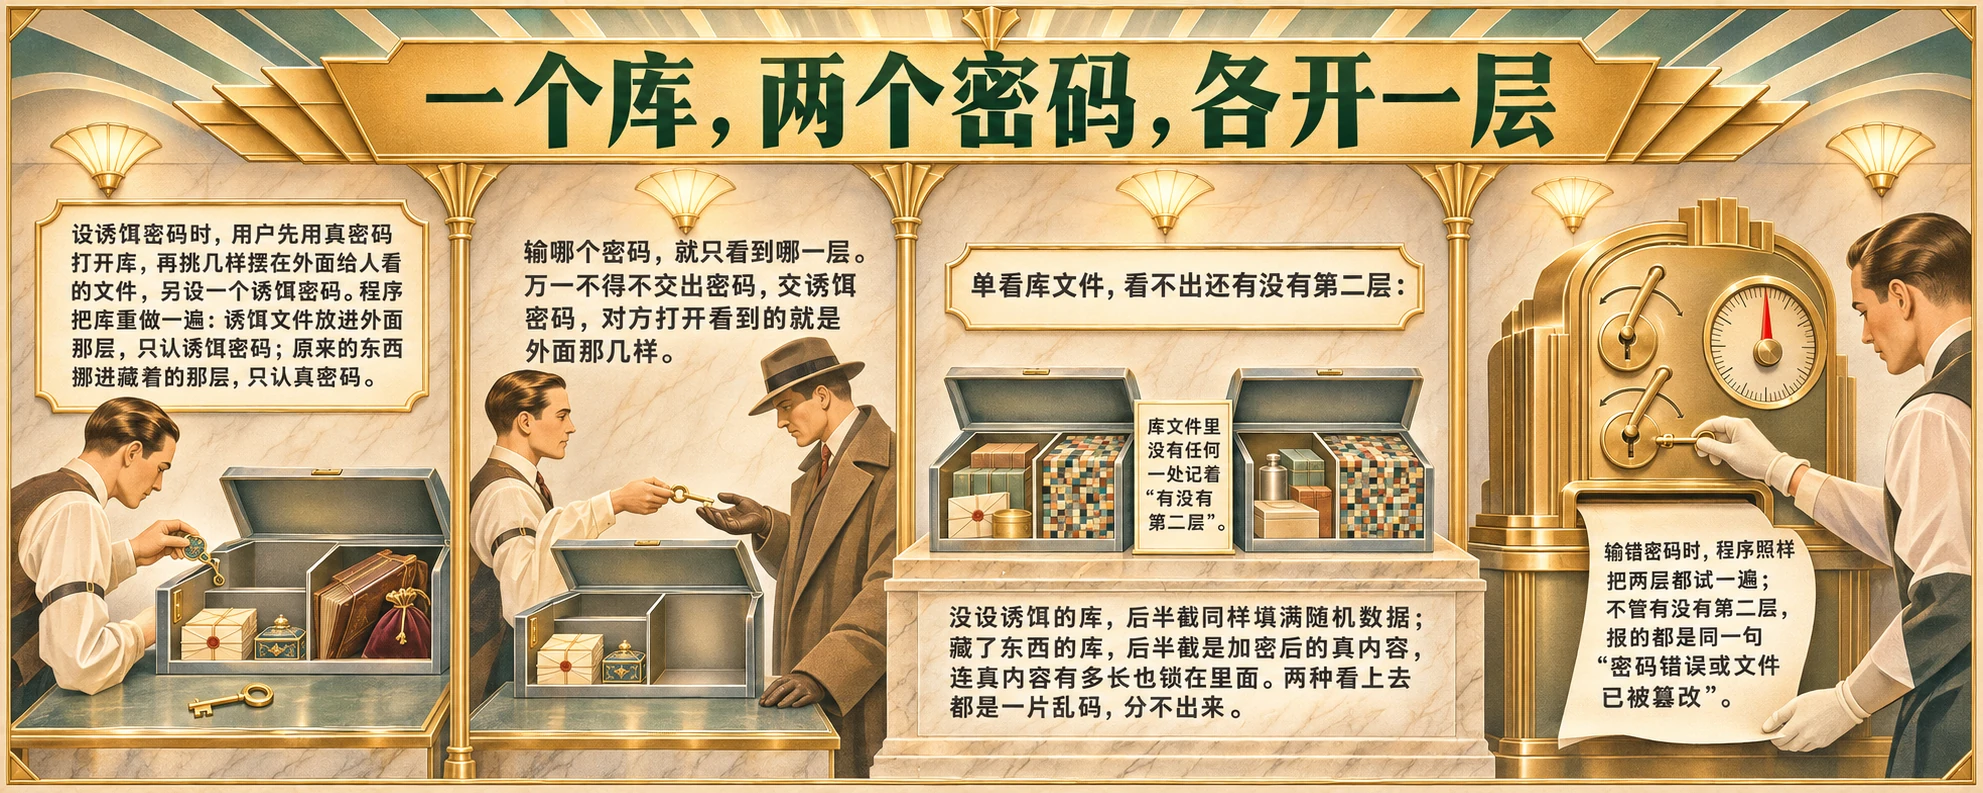 一个库，两个密码，各开一层
设诱饵密码时，用户先用真密码
打开库，再挑几样摆在外面给人看
的文件，另设一个诱饵密码。程序
把库重做一遍：诱饵文件放进外面
那层，只认诱饵密码；原来的东西
挪进藏着的那层，只认真密码。
输哪个密码，就只看到哪一层。
万一不得不交出密码，交诱饵
密码，对方打开看到的就是
外面那几样。
单看库文件，看不出还有没有第二层：
库文件里
没有任何
一处记着
“有没有
第二层”。
没设诱饵的库，后半截同样填满随机数据；
藏了东西的库，后半截是加密后的真内容，
连真内容有多长也锁在里面。两种看上去
都是一片乱码，分不出来。
输错密码时，程序照样
把两层都试一遍；
不管有没有第二层，
报的都是同一句
“密码错误或文件
已被篡改”。